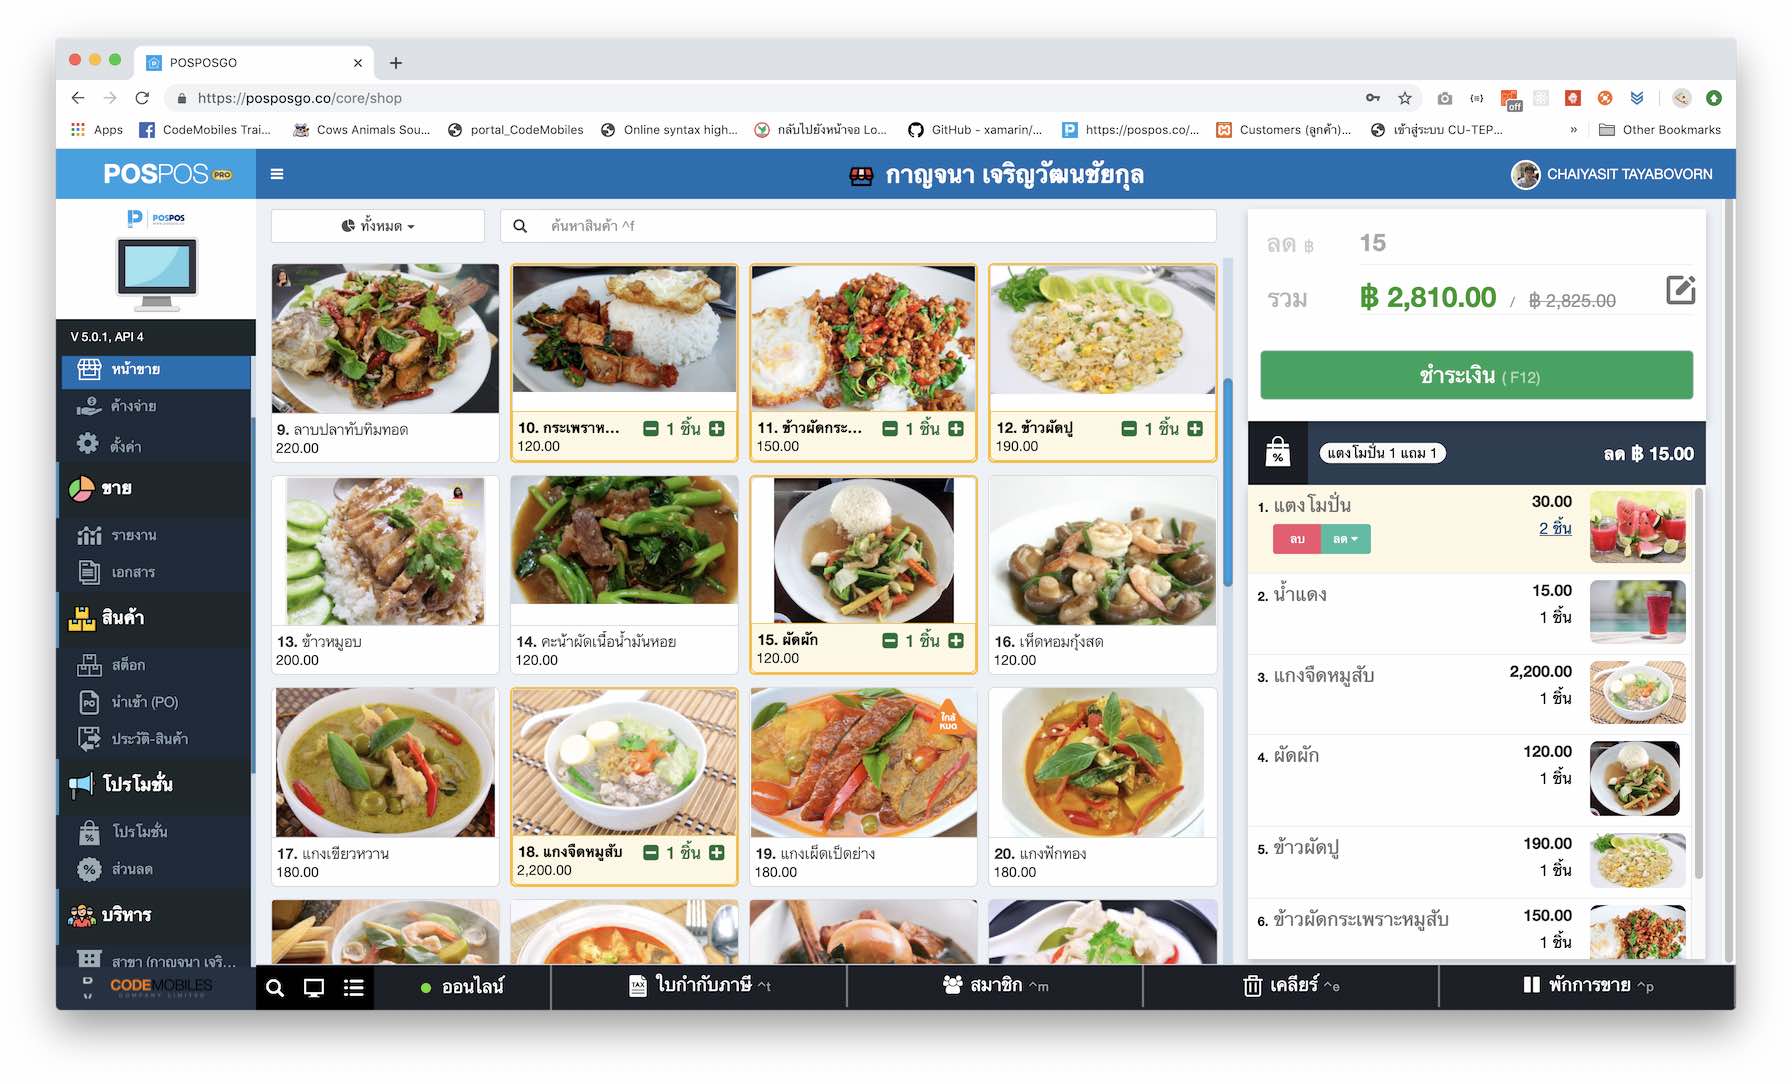 POSPOSGO
https://posposgo.co/core/shop
off
Apps
CodeMobiles Trai...
Cows Animals Sou...
portal_CodeMobiles
Online syntax high...
กลับไปยังหน้าจอ Lo...
GitHub - xamarin/...
https://pospos.co/...
Customers (ลูกค้า)...
เข้าสู่ระบบ CU-TEP...
»
Other Bookmarks
POSPOS PRO
กาญจนา เจริญวัฒนชัยกุล
CHAIYASIT TAYABOVORN
POSPOS
V 5.0.1, API 4
หน้าขาย
ค้างจ่าย
ตั้งค่า
ขาย
รายงาน
เอกสาร
สินค้า
สต็อก
นำเข้า (PO)
ประวัติ-สินค้า
โปรโมชั่น
โปรโมชั่น
ส่วนลด
บริหาร
สาขา (กาญจนา เจริ...
CODEMOBILES
COMPANY LIMITED
ทั้งหมด
ค้นหาสินค้า ^f
9. ลาบปลาทับทิมทอด
220.00
10. กระเพราห...
1 ชิ้น
120.00
11. ข้าวผัดกระ...
1 ชิ้น
150.00
12. ข้าวผัดปู
1 ชิ้น
190.00
13. ข้าวหมูอบ
200.00
14. คะน้าผัดเนื้อน้ำมันหอย
120.00
15. ผัดผัก
1 ชิ้น
120.00
16. เห็ดหอมกุ้งสด
120.00
17. แกงเขียวหวาน
180.00
18. แกงจืดหมูสับ
1 ชิ้น
2,200.00
ใกล้
หมด
19. แกงเผ็ดเป็ดย่าง
180.00
20. แกงฟักทอง
180.00
ลด ฿ 15
รวม ฿ 2,810.00 / ฿ 2,825.00
ชำระเงิน ( F12)
แตงโมปั่น 1 แถม 1
ลด ฿ 15.00
1. แตงโมปั่น 30.00
2 ชิ้น
ลบ ลด
2. น้ำแดง 15.00
1 ชิ้น
3. แกงจืดหมูสับ 2,200.00
1 ชิ้น
4. ผัดผัก 120.00
1 ชิ้น
5. ข้าวผัดปู 190.00
1 ชิ้น
6. ข้าวผัดกระเพราะหมูสับ 150.00
1 ชิ้น
ออนไลน์
TAX ใบกำกับภาษี ^t
สมาชิก ^m
เคลียร์ ^e
พักการขาย ^p